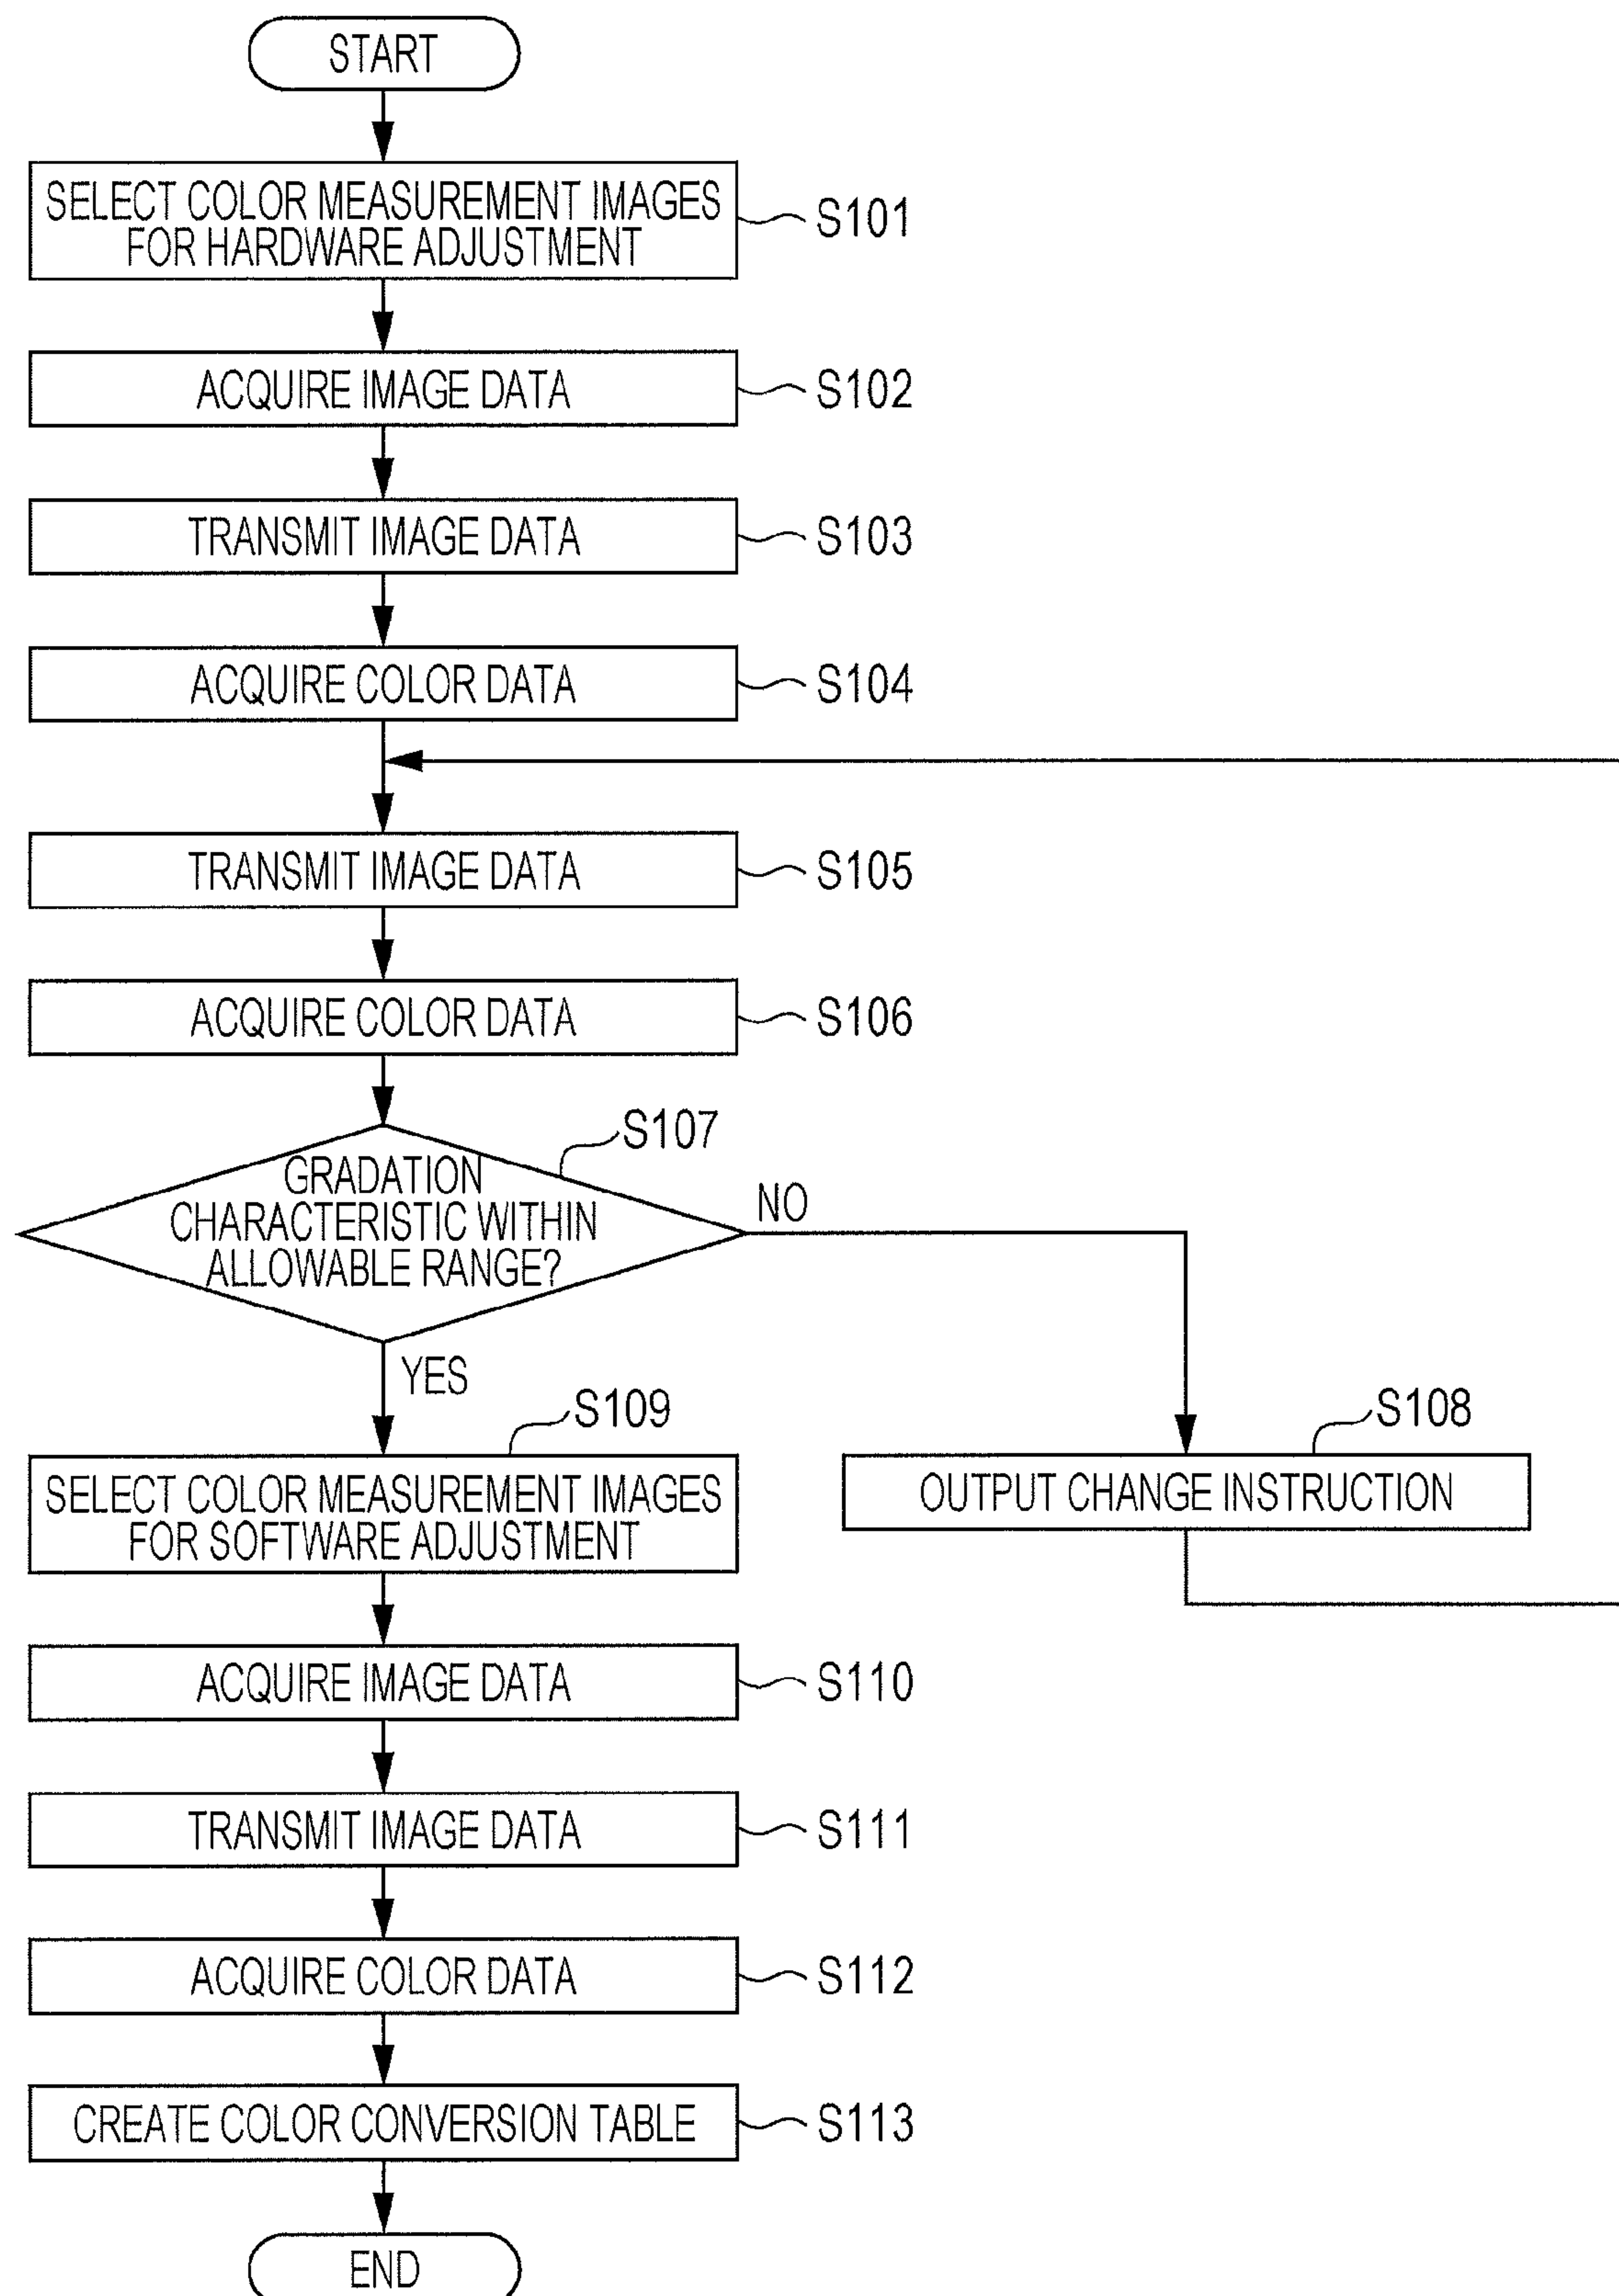 START
SELECT COLOR MEASUREMENT IMAGES
FOR HARDWARE ADJUSTMENT
S101
ACQUIRE IMAGE DATA
S102
TRANSMIT IMAGE DATA
S103
ACQUIRE COLOR DATA
S104
TRANSMIT IMAGE DATA
S105
ACQUIRE COLOR DATA
S106
S107
GRADATION
CHARACTERISTIC WITHIN
ALLOWABLE RANGE?
NO
YES
S109
SELECT COLOR MEASUREMENT IMAGES
FOR SOFTWARE ADJUSTMENT
S108
OUTPUT CHANGE INSTRUCTION
ACQUIRE IMAGE DATA
S110
TRANSMIT IMAGE DATA
S111
ACQUIRE COLOR DATA
S112
CREATE COLOR CONVERSION TABLE
S113
END